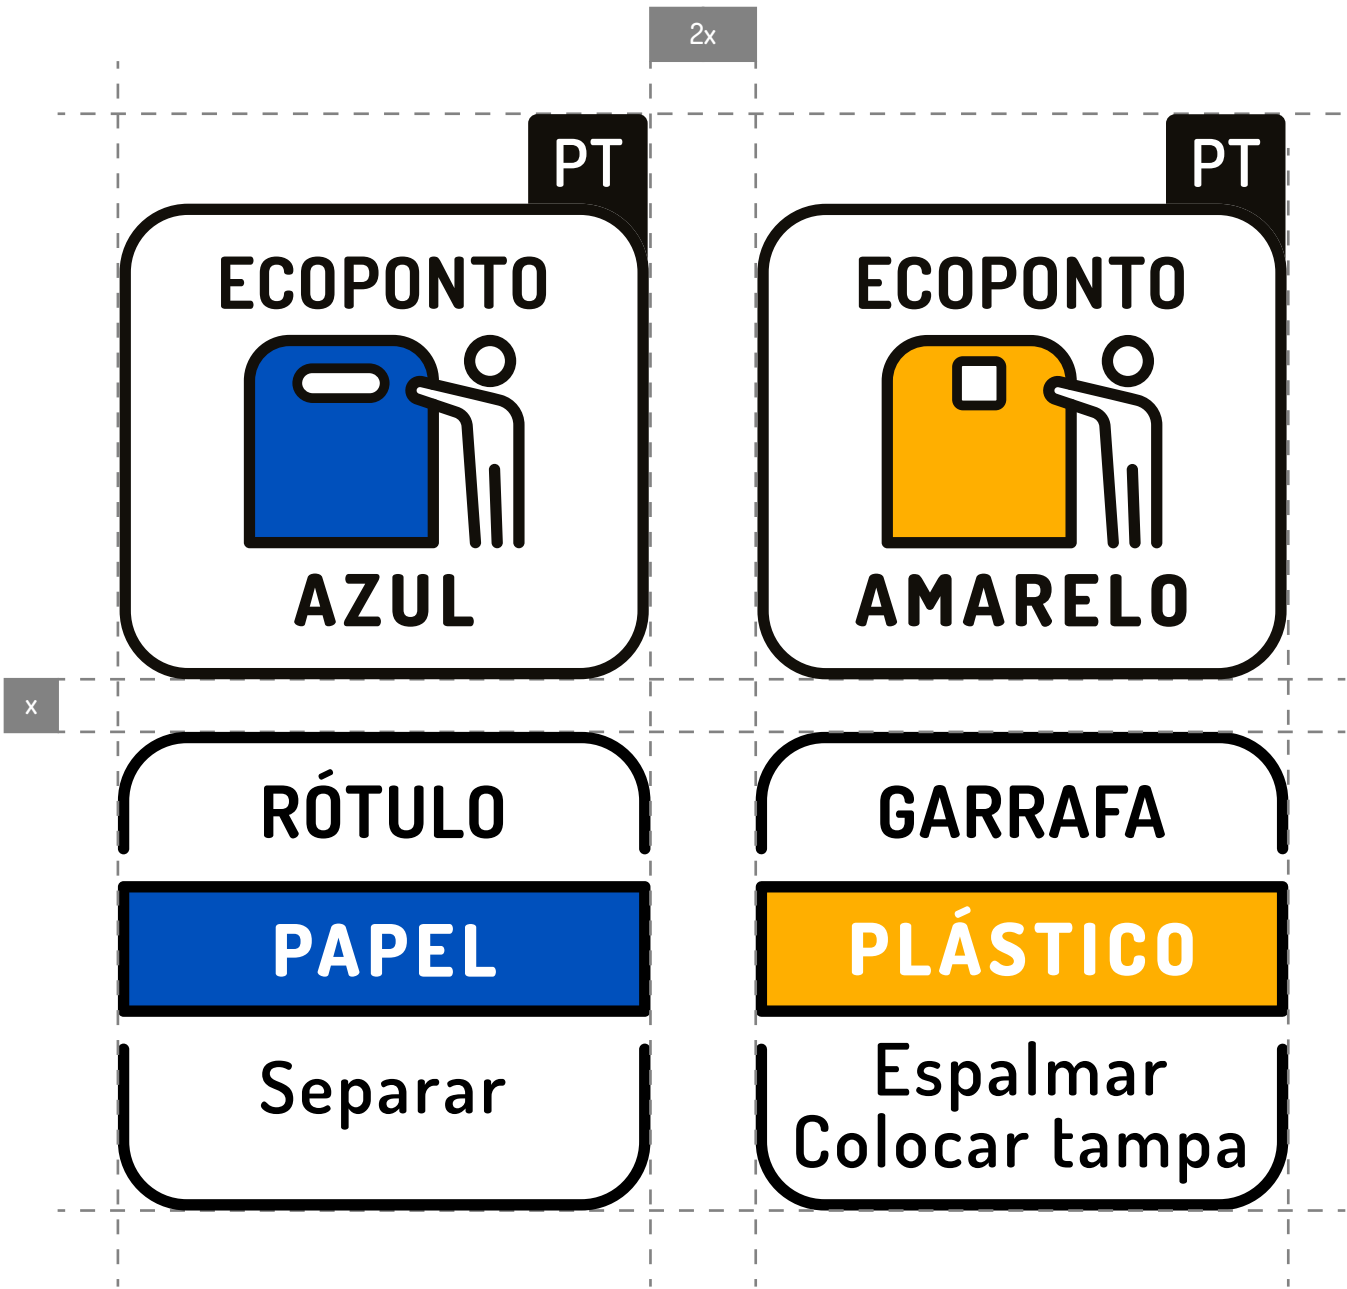 2x
PT
ECOPONTO
AZUL
PT
ECOPONTO
AMARELO
x
RÓTULO
PAPEL
Separar
GARRAFA
PLÁSTICO
Espalmar
Colocar tampa